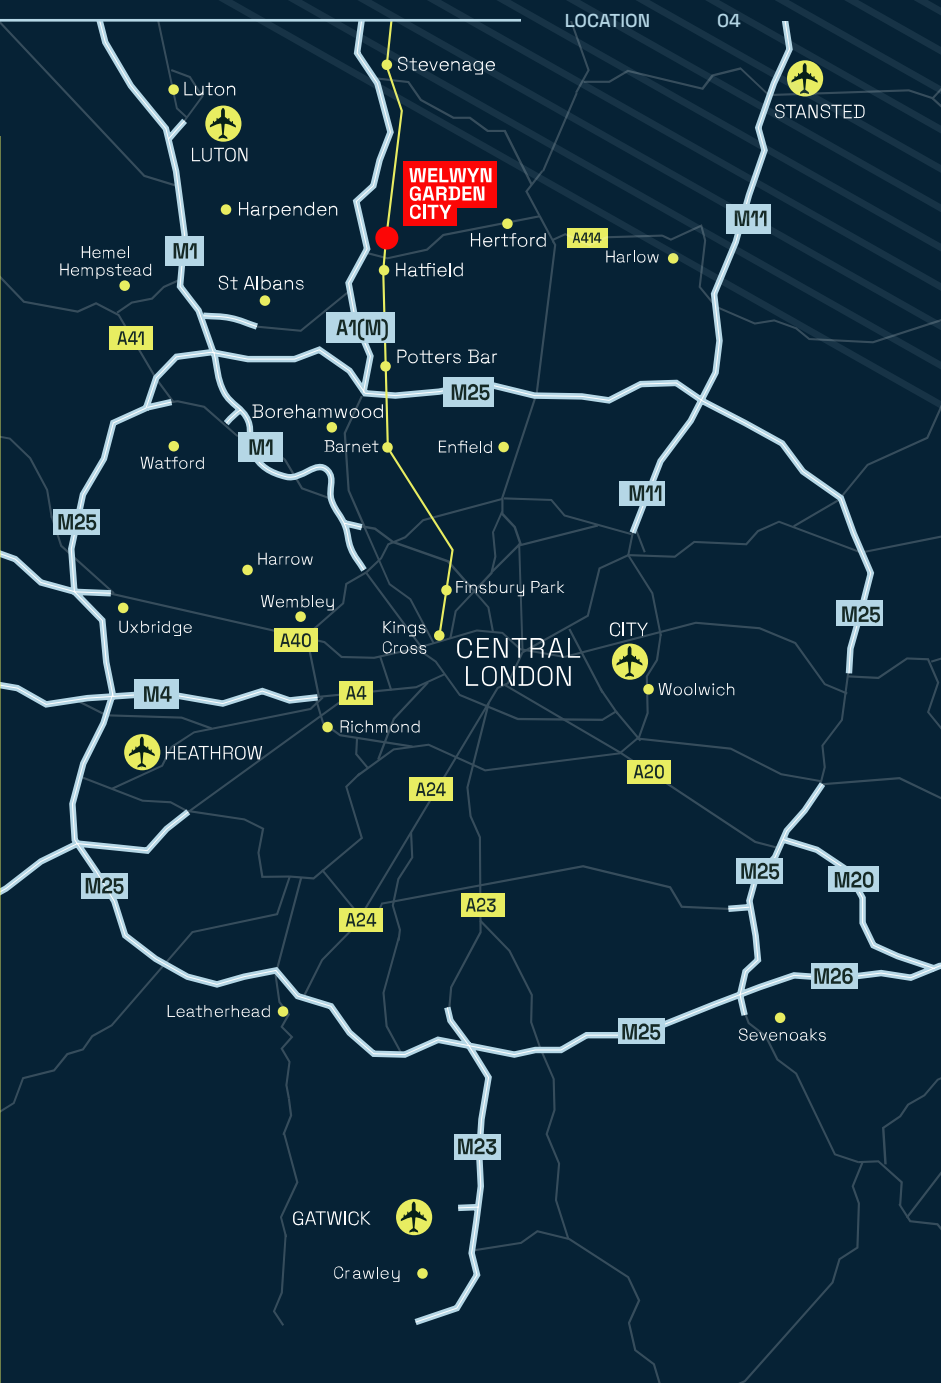 LOCATION 04
Stevenage
STANSTED
Luton
LUTON
WELWYN
GARDEN
CITY
Harpenden
M11
Hertford
A414
M1
Hemel
Hempstead
Harlow
Hatfield
St Albans
A1(M)
A41
Potters Bar
M25
Borehamwood
M1
Barnet
Enfield
Watford
M11
M25
Harrow
Finsbury Park
Wembley
M25
Uxbridge
A40
Kings
Cross
CITY
CENTRAL
LONDON
M4
A4
Woolwich
Richmond
HEATHROW
A20
A24
M25
M20
M25
A24
A23
M26
Leatherhead
M25
Sevenoaks
M23
GATWICK
Crawley